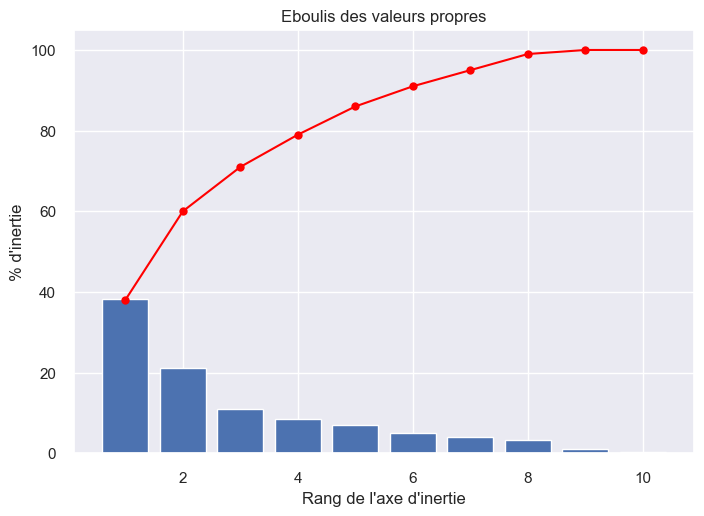 Eboulis des valeurs propres
100
80
60
40
20
0
% d'inertie
2 4 6 8 10
Rang de l'axe d'inertie